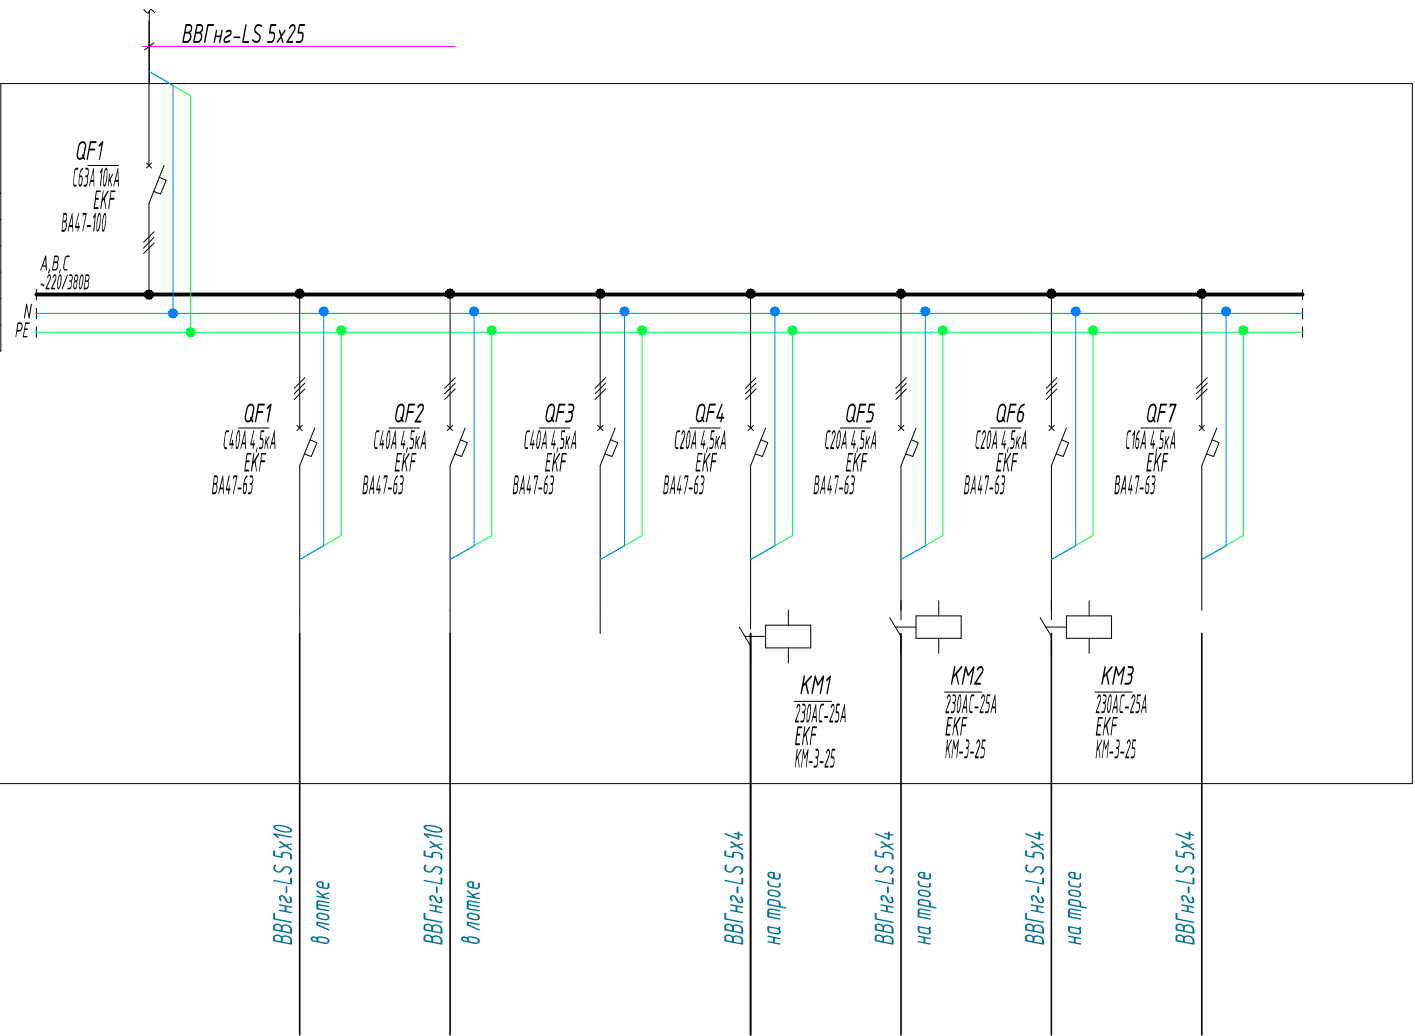 ВВГнг-LS 5х25
QF1
С63А 10кА
EKF
ВА47-100
А,В,С
~220/380В
N
PE
QF1
С40А 4,5кА
EKF
ВА47-63
QF2
С40А 4,5кА
EKF
ВА47-63
QF3
С40А 4,5кА
EKF
ВА47-63
QF4
С20А 4,5кА
EKF
ВА47-63
QF5
С20А 4,5кА
EKF
ВА47-63
QF6
С20А 4,5кА
EKF
ВА47-63
QF7
С16А 4,5кА
EKF
ВА47-63
КМ1
230АС-25А
EKF
КМ-3-25
КМ2
230АС-25А
EKF
КМ-3-25
КМ3
230АС-25А
EKF
КМ-3-25
ВВГнг-LS 5х10
в лотке
ВВГнг-LS 5х10
в лотке
ВВГнг-LS 5х4
на тросе
ВВГнг-LS 5х4
на тросе
ВВГнг-LS 5х4
на тросе
ВВГнг-LS 5х4